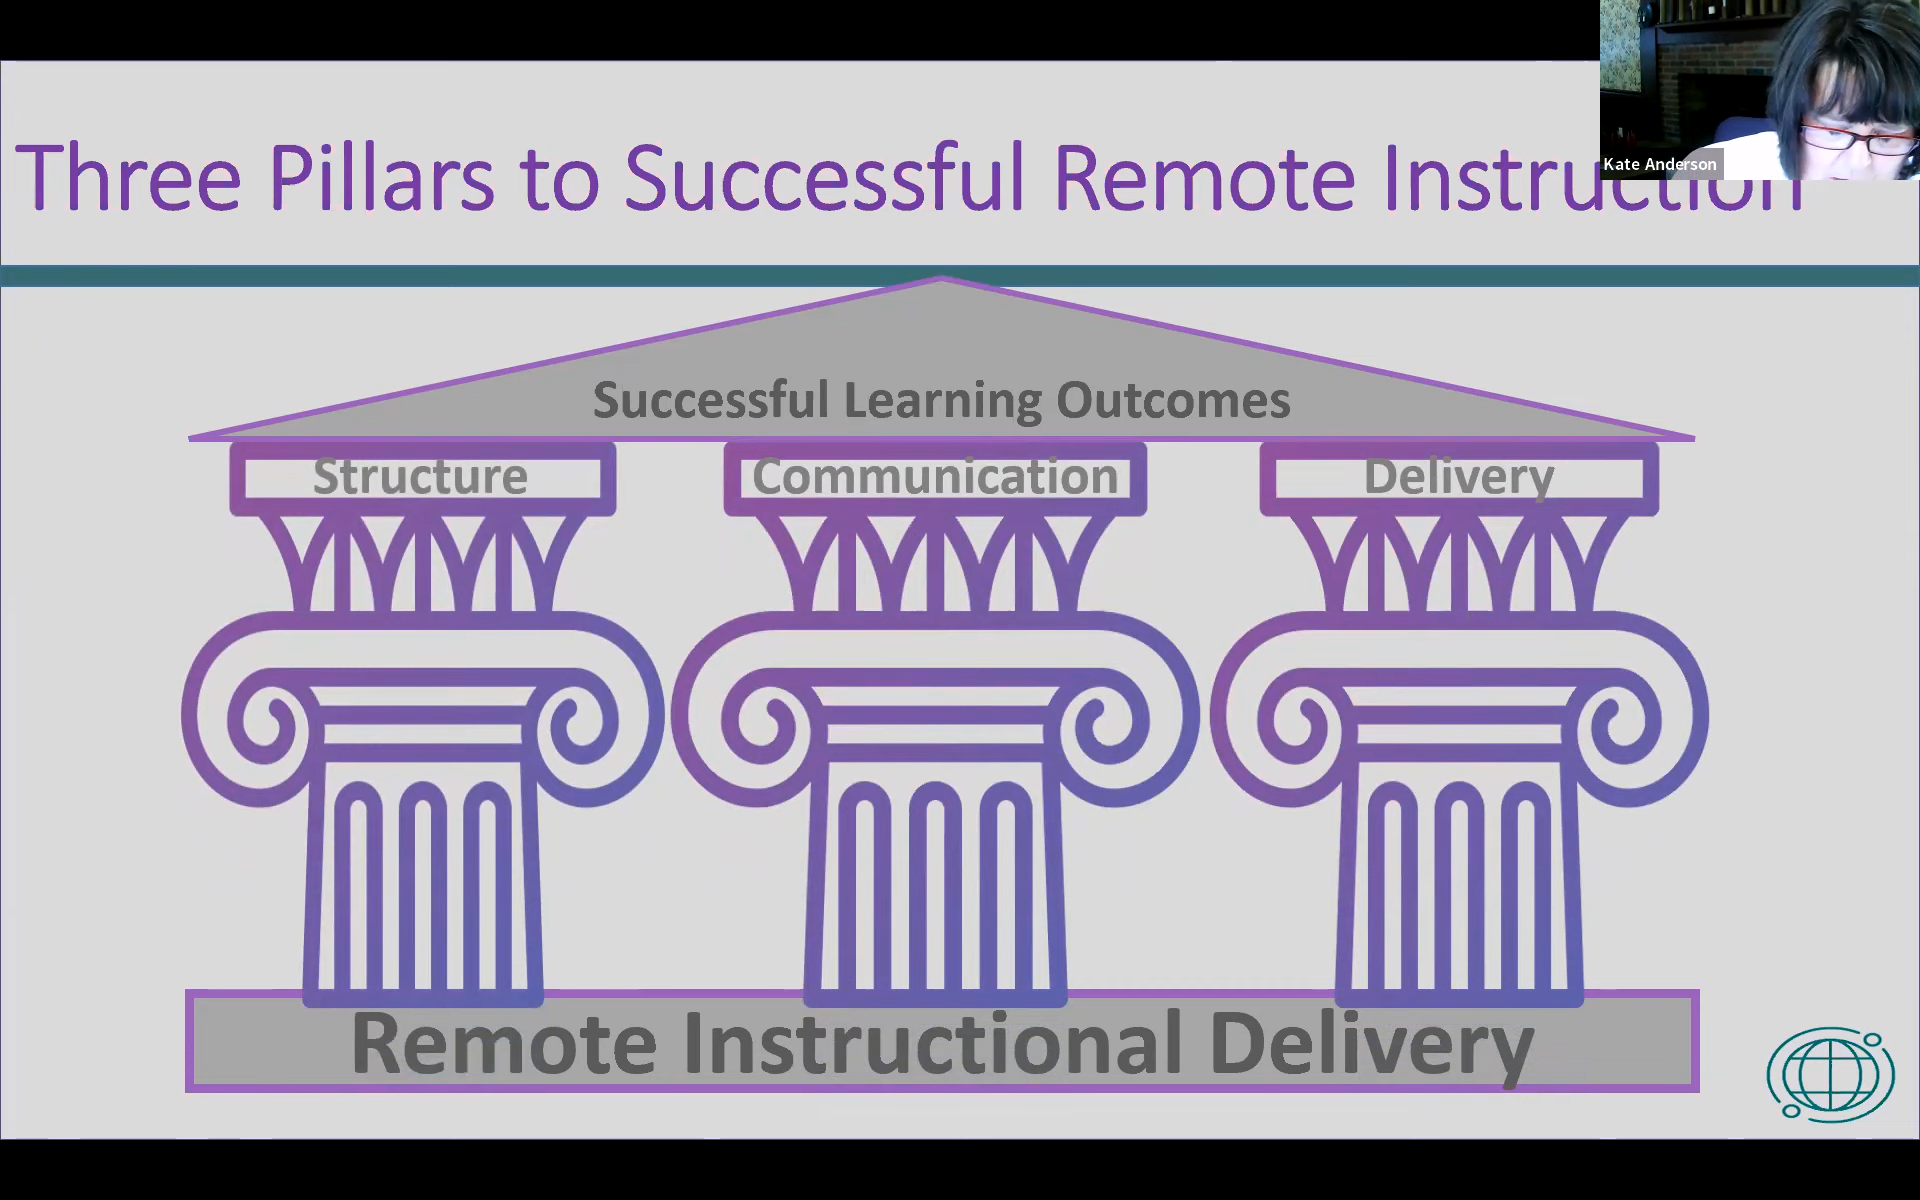 Kate Anderson
Three Pillars to Successful Remote Instruction
Successful Learning Outcomes
Structure
Communication
Delivery
Remote Instructional Delivery